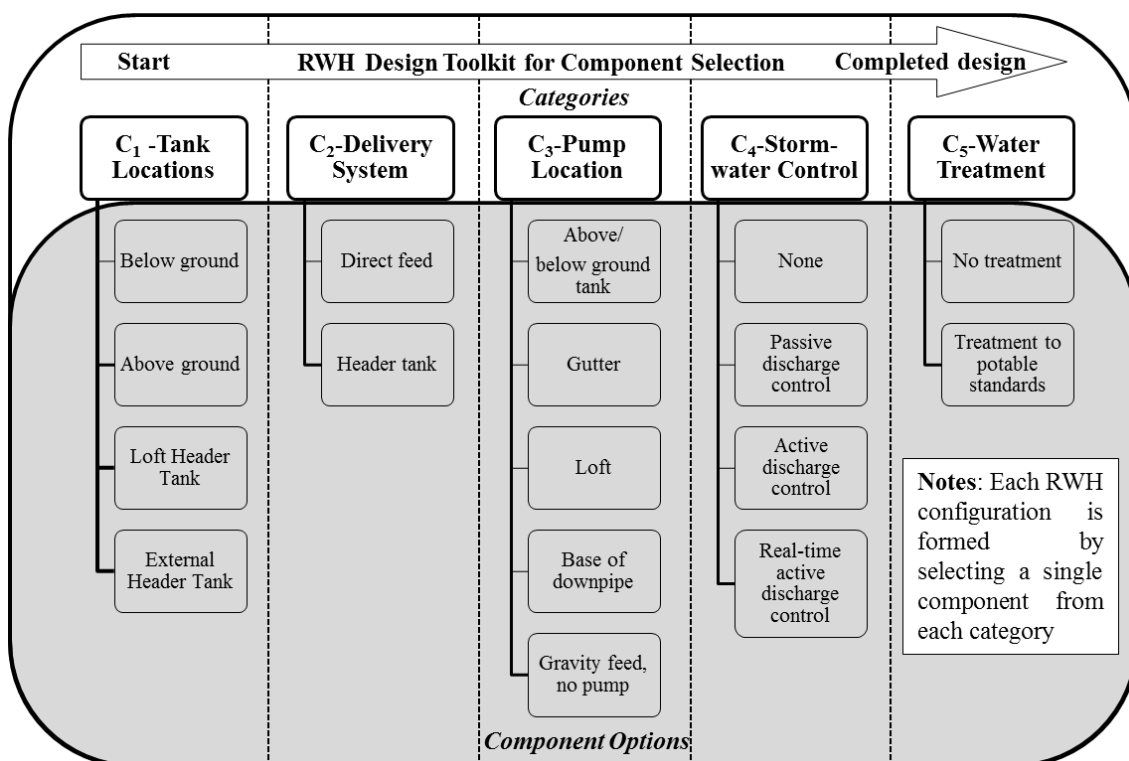 Start
RWH Design Toolkit for Component Selection
Completed design
Categories
C₁ -Tank
Locations
Below ground
Above ground
Loft Header
Tank
External
Header Tank
C₂-Delivery
System
Direct feed
Header tank
C₃-Pump
Location
Above/
below ground
tank
Gutter
Loft
Base of
downpipe
Gravity feed,
no pump
C₄-Storm-
water Control
None
Passive
discharge
control
Active
discharge
control
Real-time
active
discharge
control
C₅-Water
Treatment
No treatment
Treatment to
potable
standards
Notes: Each RWH
configuration is
formed by
selecting a single
component from
each category
Component Options